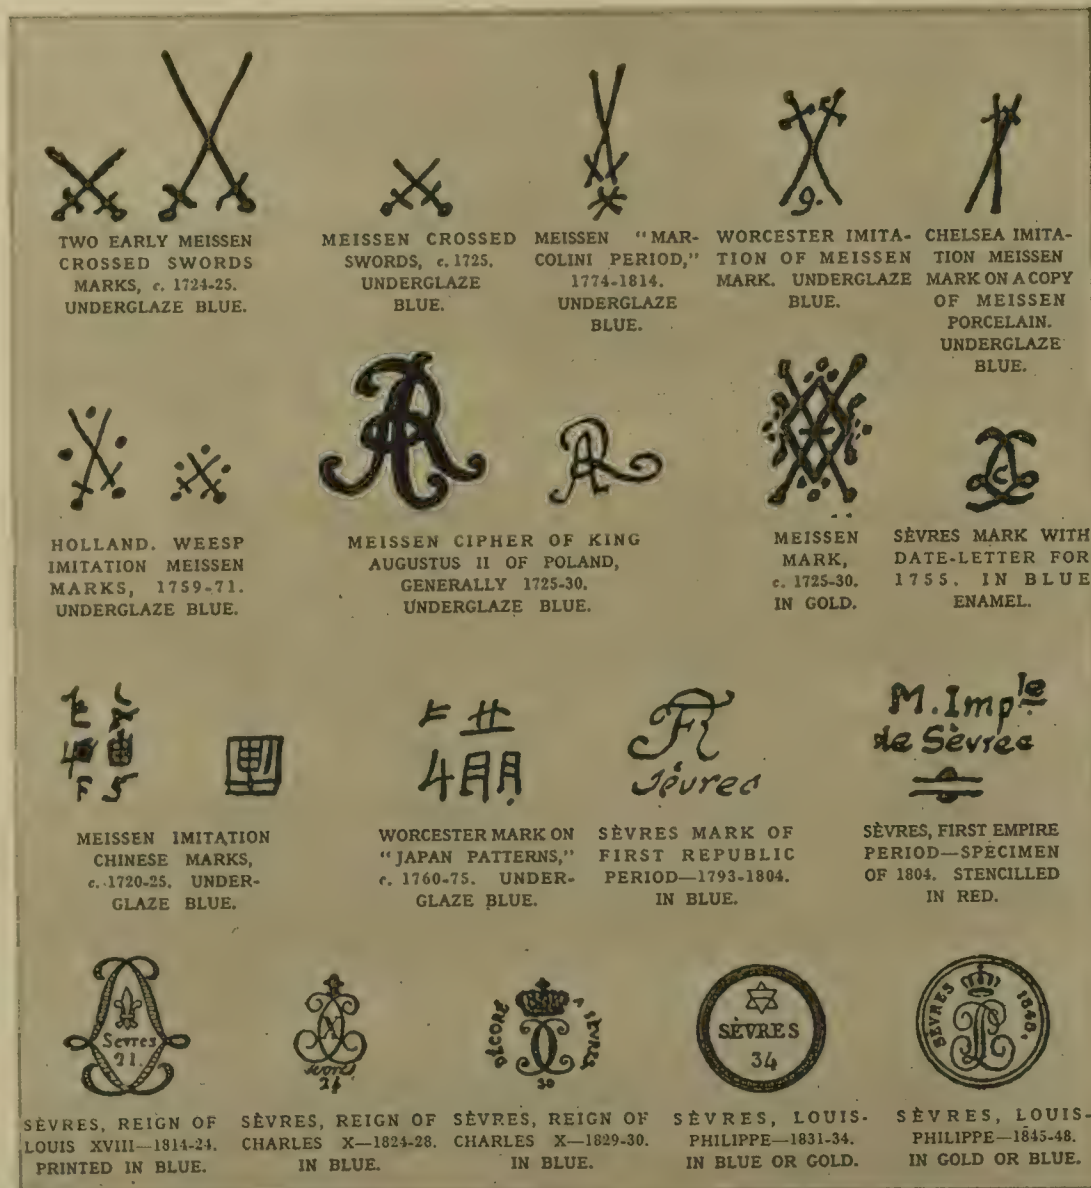 9.
TWO EARLY MEISSEN
CROSSED SWORDS
MARKS, c. 1724-25.
UNDERGLAZE BLUE.
MEISSEN CROSSED
SWORDS, c. 1725.
UNDERGLAZE
BLUE.
MEISSEN "MAR-
COLINI PERIOD,"
1774-1814.
UNDERGLAZE
BLUE.
WORCESTER IMITA-
TION OF MEISSEN
MARK. UNDERGLAZE
BLUE.
CHELSEA IMITA-
TION MEISSEN
MARK ON A COPY
OF MEISSEN
PORCELAIN.
UNDERGLAZE
BLUE.
AR
AR
C
HOLLAND. WEESP
IMITATION MEISSEN
MARKS, 1759-71.
UNDERGLAZE BLUE.
MEISSEN CIPHER OF KING
AUGUSTUS II OF POLAND,
GENERALLY 1725-30.
UNDERGLAZE BLUE.
MEISSEN
MARK,
c. 1725-30.
IN GOLD.
SÈVRES MARK WITH
DATE-LETTER FOR
1755. IN BLUE
ENAMEL.
Sèvres
M. Imple
de Sèvres
MEISSEN IMITATION
CHINESE MARKS,
c. 1720-25. UNDER-
GLAZE BLUE.
WORCESTER MARK ON
"JAPAN PATTERNS,"
c. 1760-75. UNDER-
GLAZE BLUE.
SÈVRES MARK OF
FIRST REPUBLIC
PERIOD—1793-1804.
IN BLUE.
SÈVRES, FIRST EMPIRE
PERIOD—SPECIMEN
OF 1804. STENCILLED
IN RED.
Sevres
21.
X
Sevres
24
DÉCORÉ A SÈVRES
30
SÈVRES
34
SÈVRES 1848.
LP
SÈVRES, REIGN OF
LOUIS XVIII—1814-24.
PRINTED IN BLUE.
SÈVRES, REIGN OF
CHARLES X—1824-28.
IN BLUE.
SÈVRES, REIGN OF
CHARLES X—1829-30.
IN BLUE.
SÈVRES, LOUIS-
PHILIPPE—1831-34.
IN BLUE OR GOLD.
SÈVRES, LOUIS-
PHILIPPE—1845-48.
IN GOLD OR BLUE.